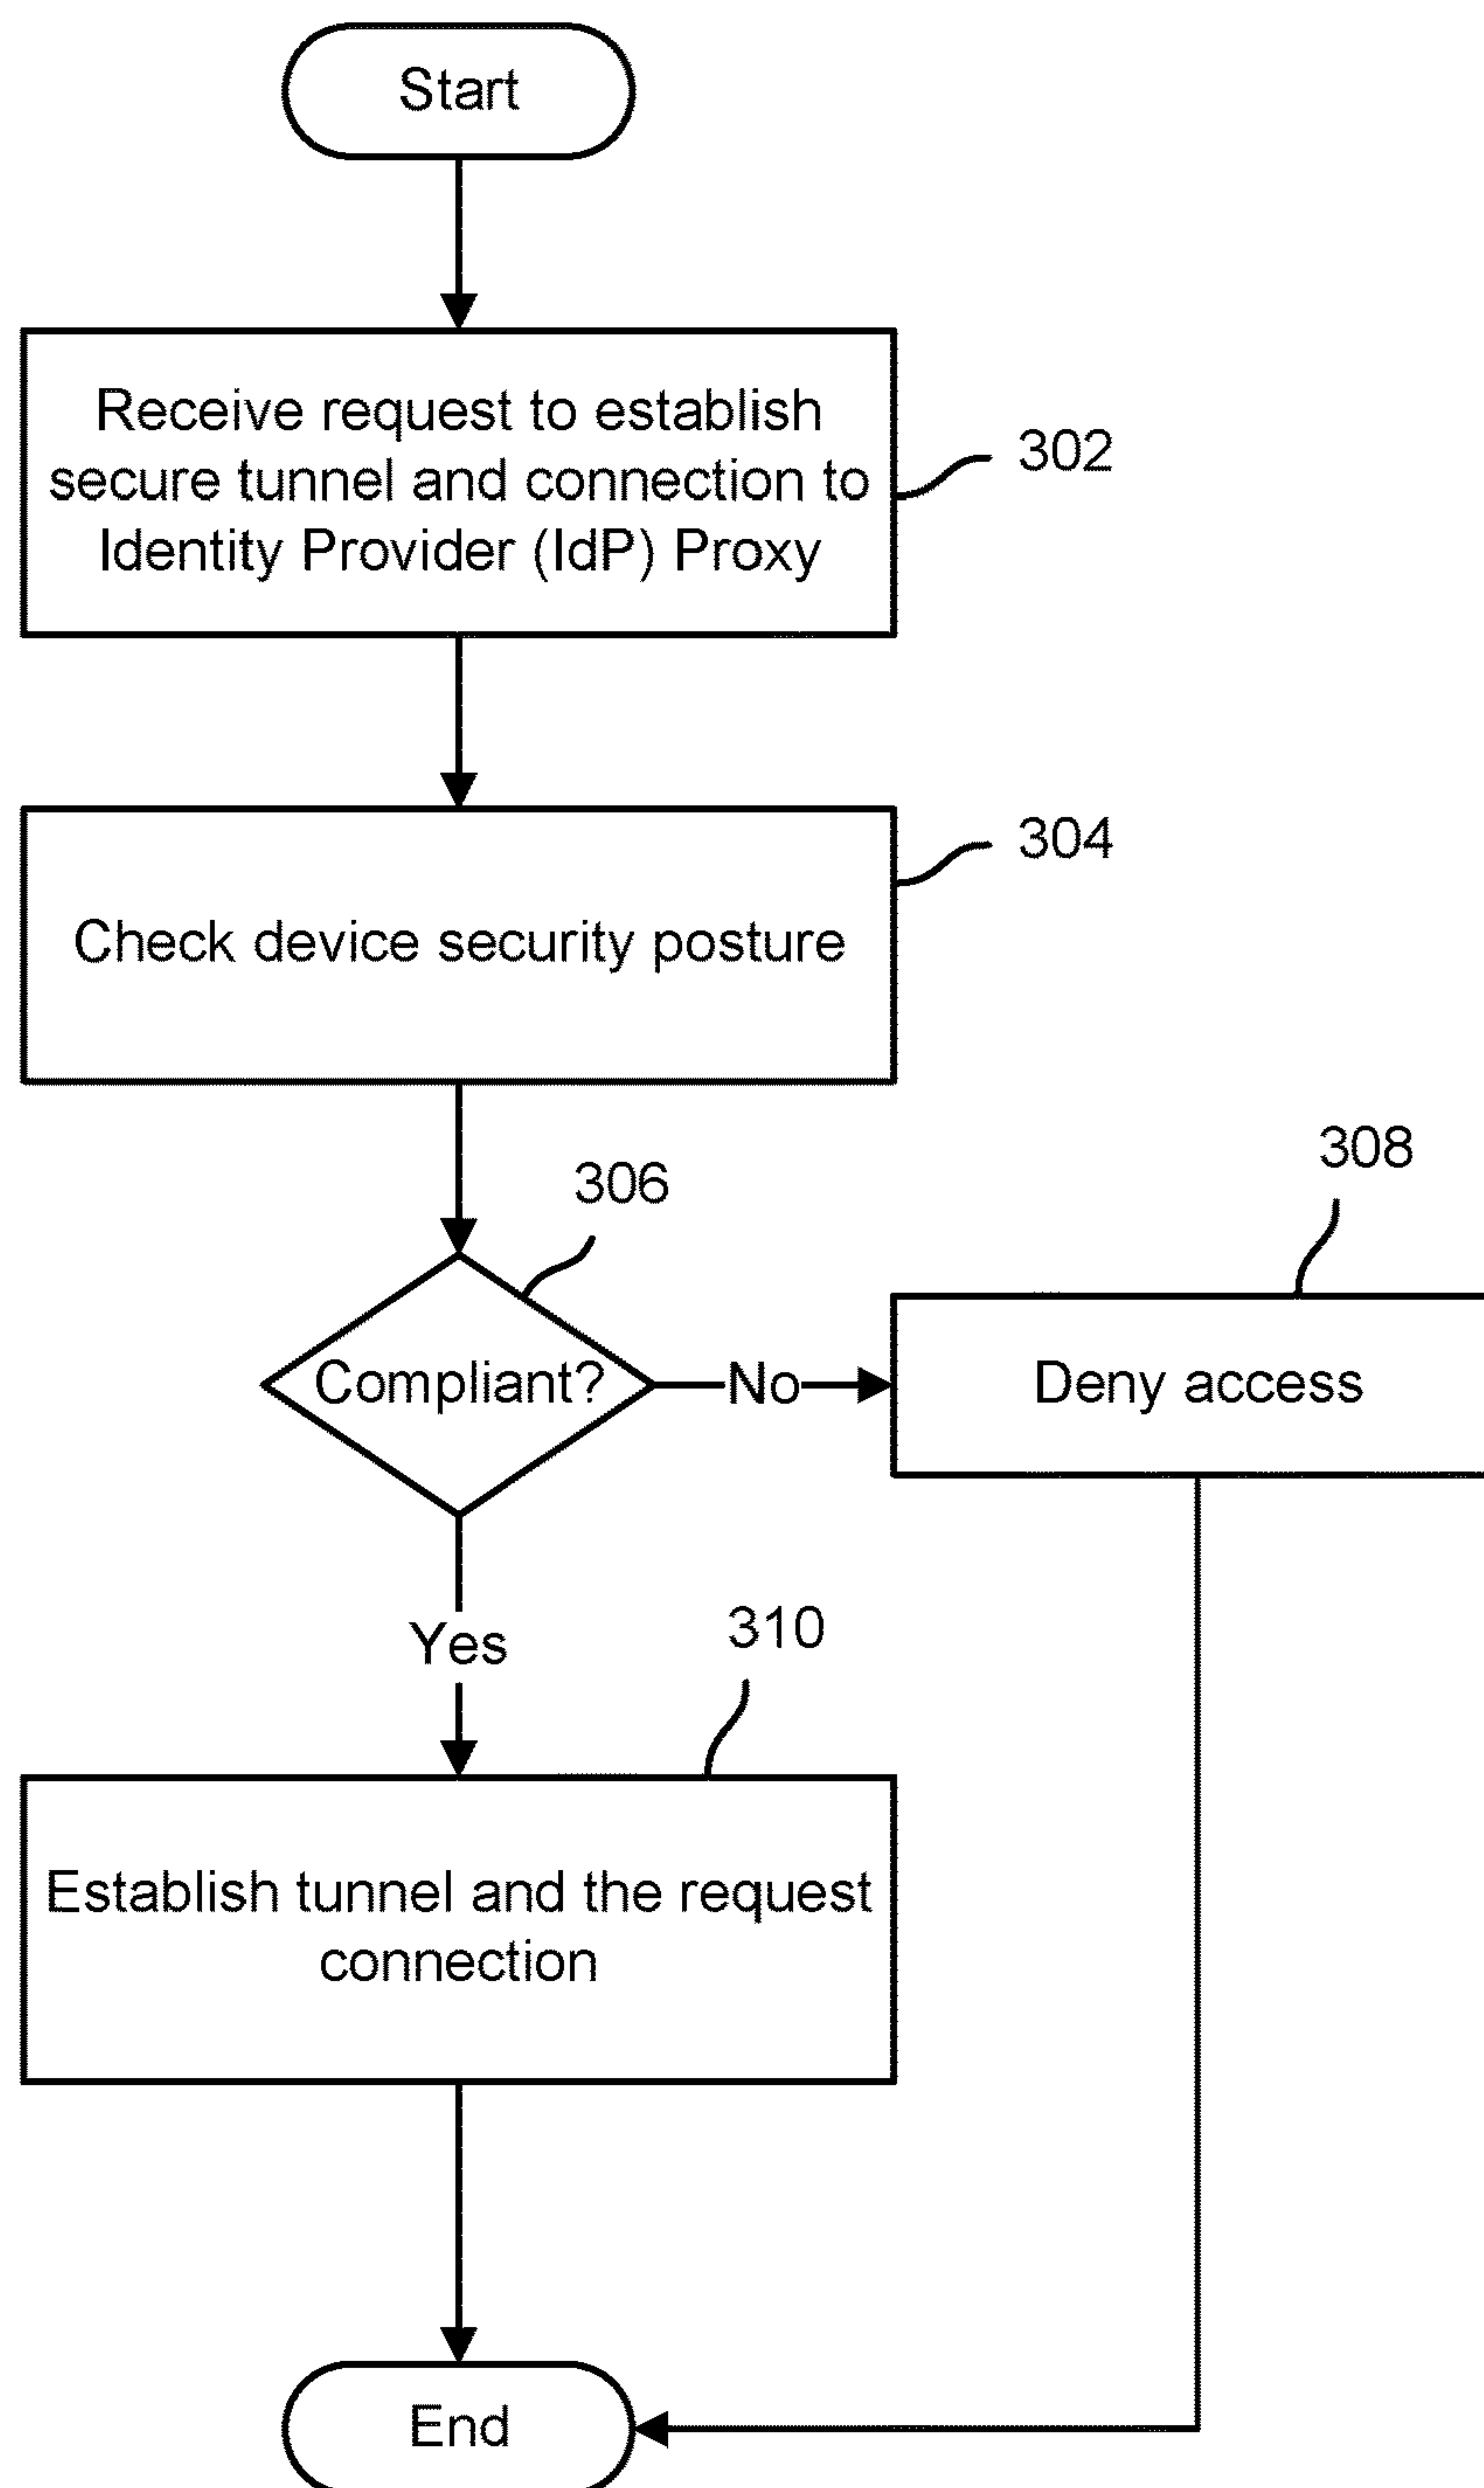 Start
Receive request to establish
secure tunnel and connection to
Identity Provider (IdP) Proxy
302
Check device security posture
304
306
308
Compliant?
No
Deny access
Yes
310
Establish tunnel and the request
connection
End